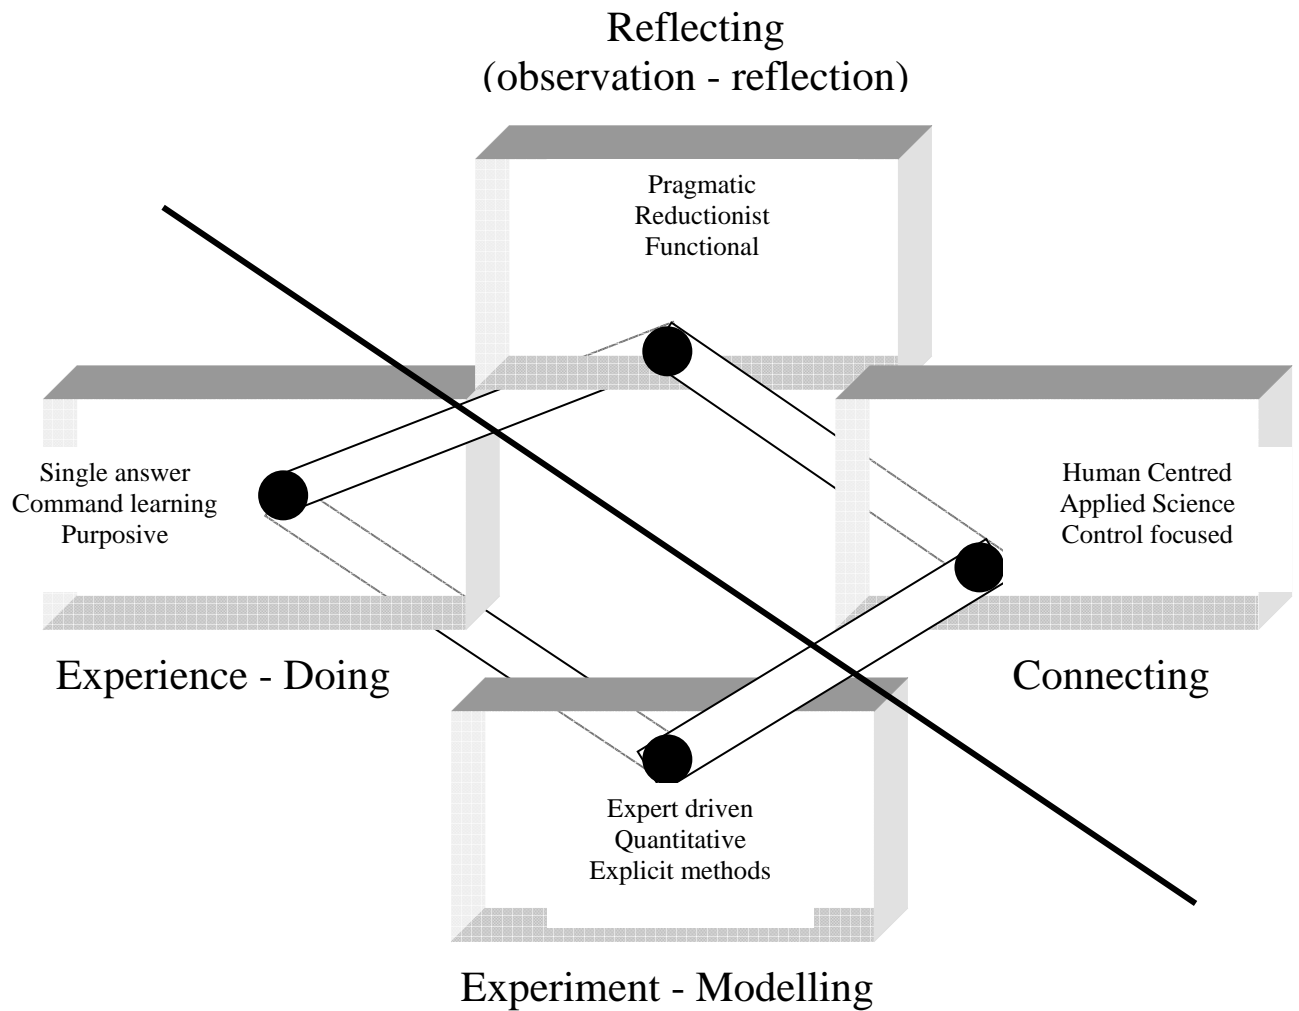 Reflecting
(observation - reflection)
Pragmatic
Reductionist
Functional
Single answer
Command learning
Purposive
Human Centred
Applied Science
Control focused
Experience - Doing
Connecting
Expert driven
Quantitative
Explicit methods
Experiment - Modelling